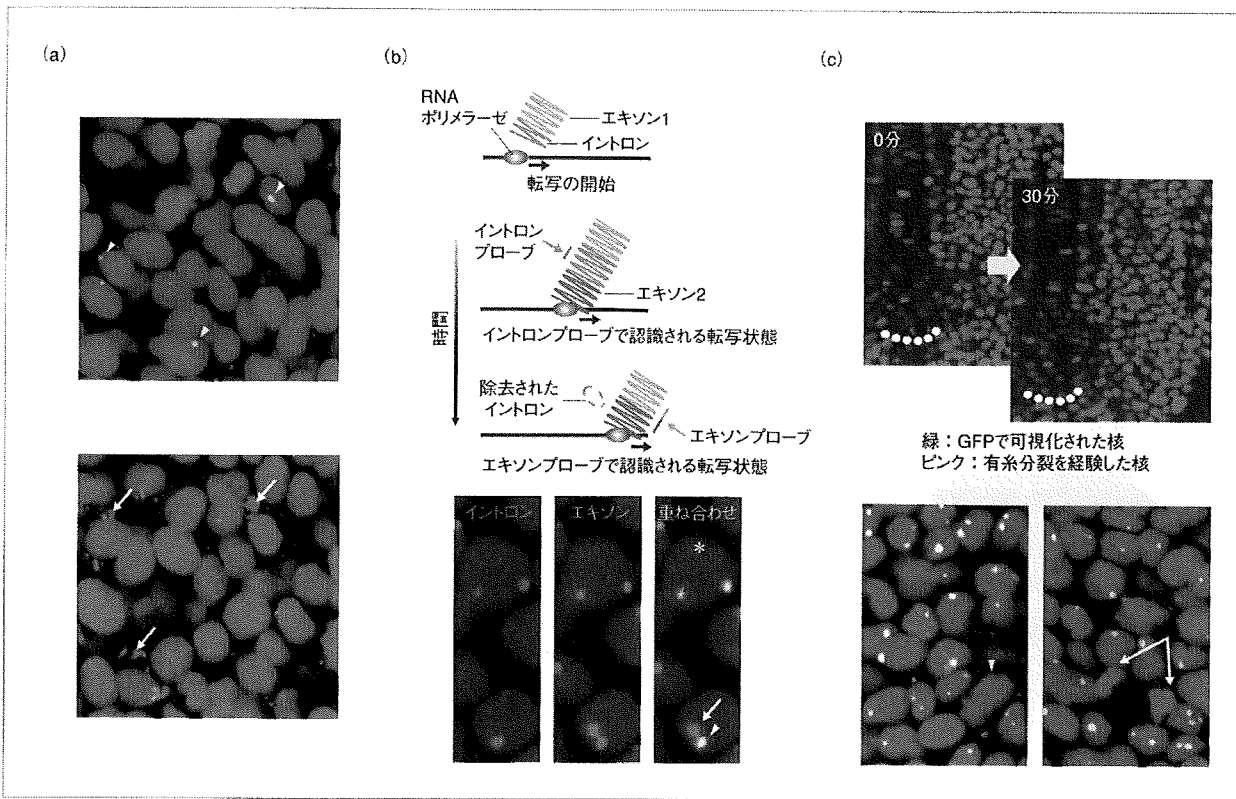 (a)
(b)
RNA
ポリメラーゼ
エキソン1
イントロン
転写の開始
イントロン
プローブ
エキソン2
イントロンプローブで認識される転写状態
時間
除去された
イントロン
エキソンプローブ
エキソンプローブで認識される転写状態
イントロン
エキソン
重ね合わせ
*
(c)
0分
30分
緑：GFPで可視化された核
ピンク：有糸分裂を経験した核